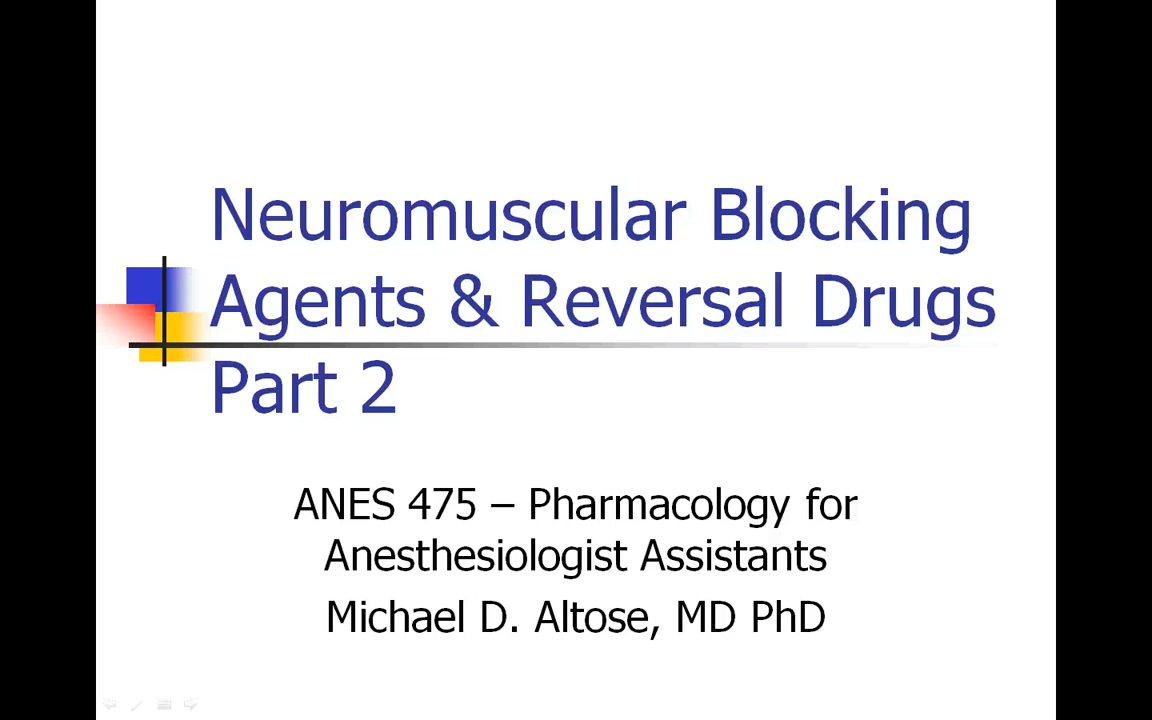 Neuromuscular Blocking
Agents & Reversal Drugs
Part 2
ANES 475 – Pharmacology for
Anesthesiologist Assistants
Michael D. Altose, MD PhD